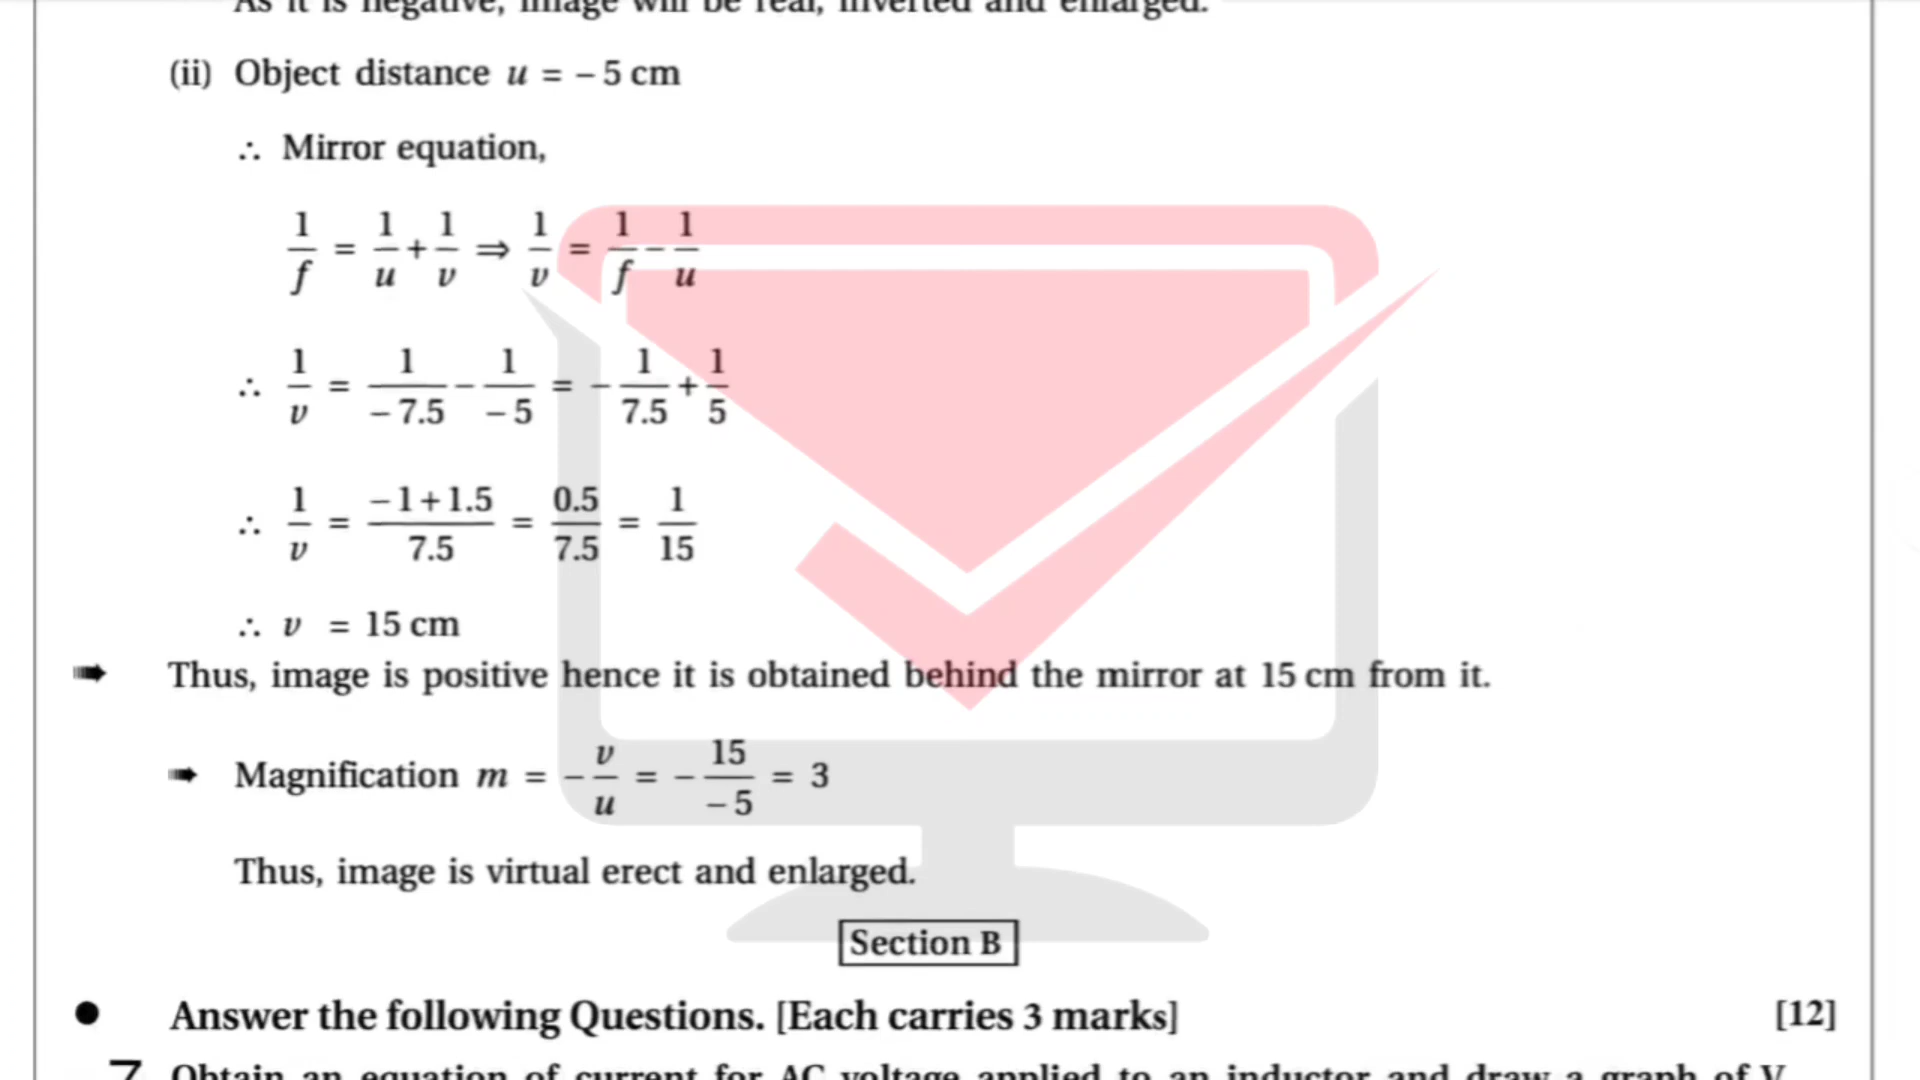 As it is negative, image will be real, inverted and enlarged.
(ii) Object distance u = – 5 cm
∴ Mirror equation,
1/f = 1/u + 1/v ⇒ 1/v = 1/f – 1/u
∴ 1/v = 1/– 7.5 – 1/– 5 = – 1/7.5 + 1/5
∴ 1/v = – 1 + 1.5/7.5 = 0.5/7.5 = 1/15
∴ v = 15 cm
➠ Thus, image is positive hence it is obtained behind the mirror at 15 cm from it.
➠ Magnification m = – v/u = – 15/– 5 = 3
Thus, image is virtual erect and enlarged.
Section B
● Answer the following Questions. [Each carries 3 marks] [12]
7 Obtain an equation of current for AC voltage applied to an inductor and draw a graph of V